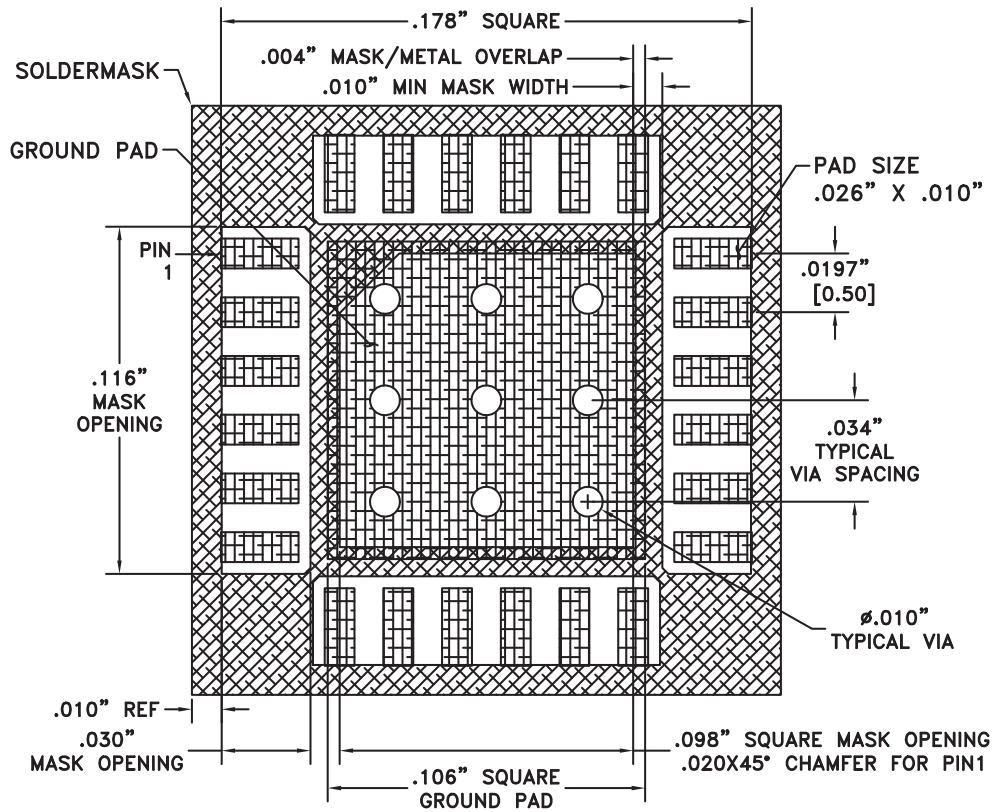 .178” SQUARE
.004” MASK/METAL OVERLAP
.010” MIN MASK WIDTH
SOLDERMASK
GROUND PAD
PAD SIZE
.026” X .010”
PIN
1
.0197”
[0.50]
.116”
MASK
OPENING
.034”
TYPICAL
VIA SPACING
ø.010”
TYPICAL VIA
.010” REF
.030”
MASK OPENING
.098” SQUARE MASK OPENING
.020X45° CHAMFER FOR PIN1
.106” SQUARE
GROUND PAD